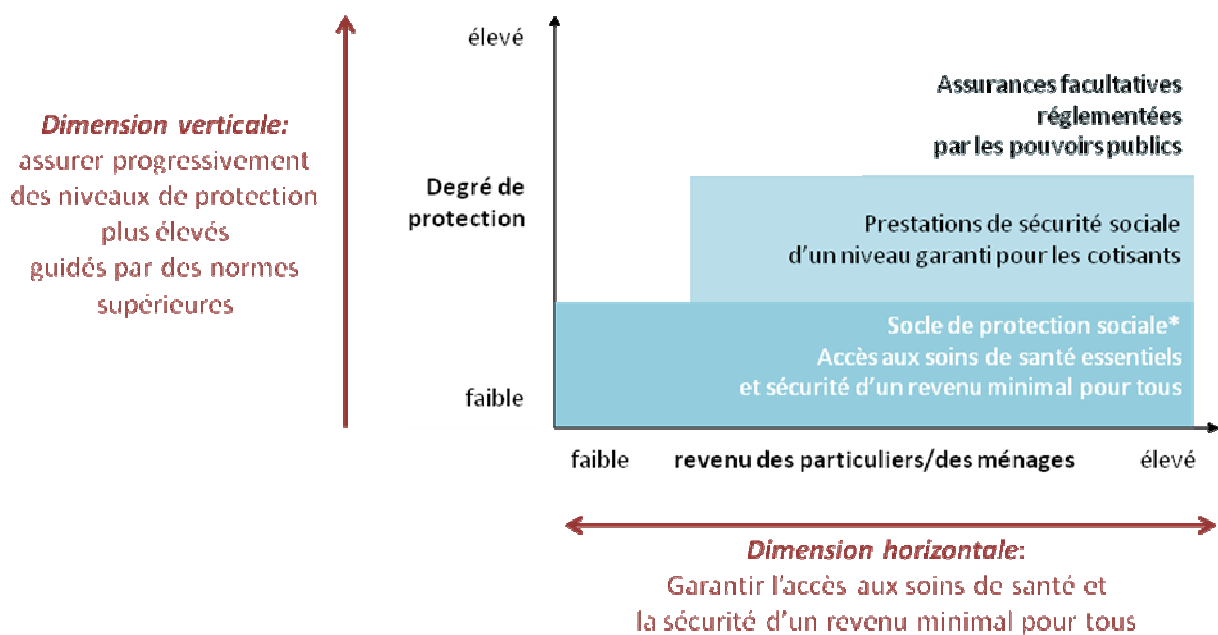 Dimension verticale:
assurer progressivement
des niveaux de protection
plus élevés
guidés par des normes
supérieures
élevé
Degré de
protection
faible
Assurances facultatives
réglementées
par les pouvoirs publics
Prestations de sécurité sociale
d'un niveau garanti pour les cotisants
Socle de protection sociale*
Accès aux soins de santé essentiels
et sécurité d'un revenu minimal pour tous
faible
revenu des particuliers/des ménages
élevé
Dimension horizontale:
Garantir l'accès aux soins de santé et
la sécurité d'un revenu minimal pour tous